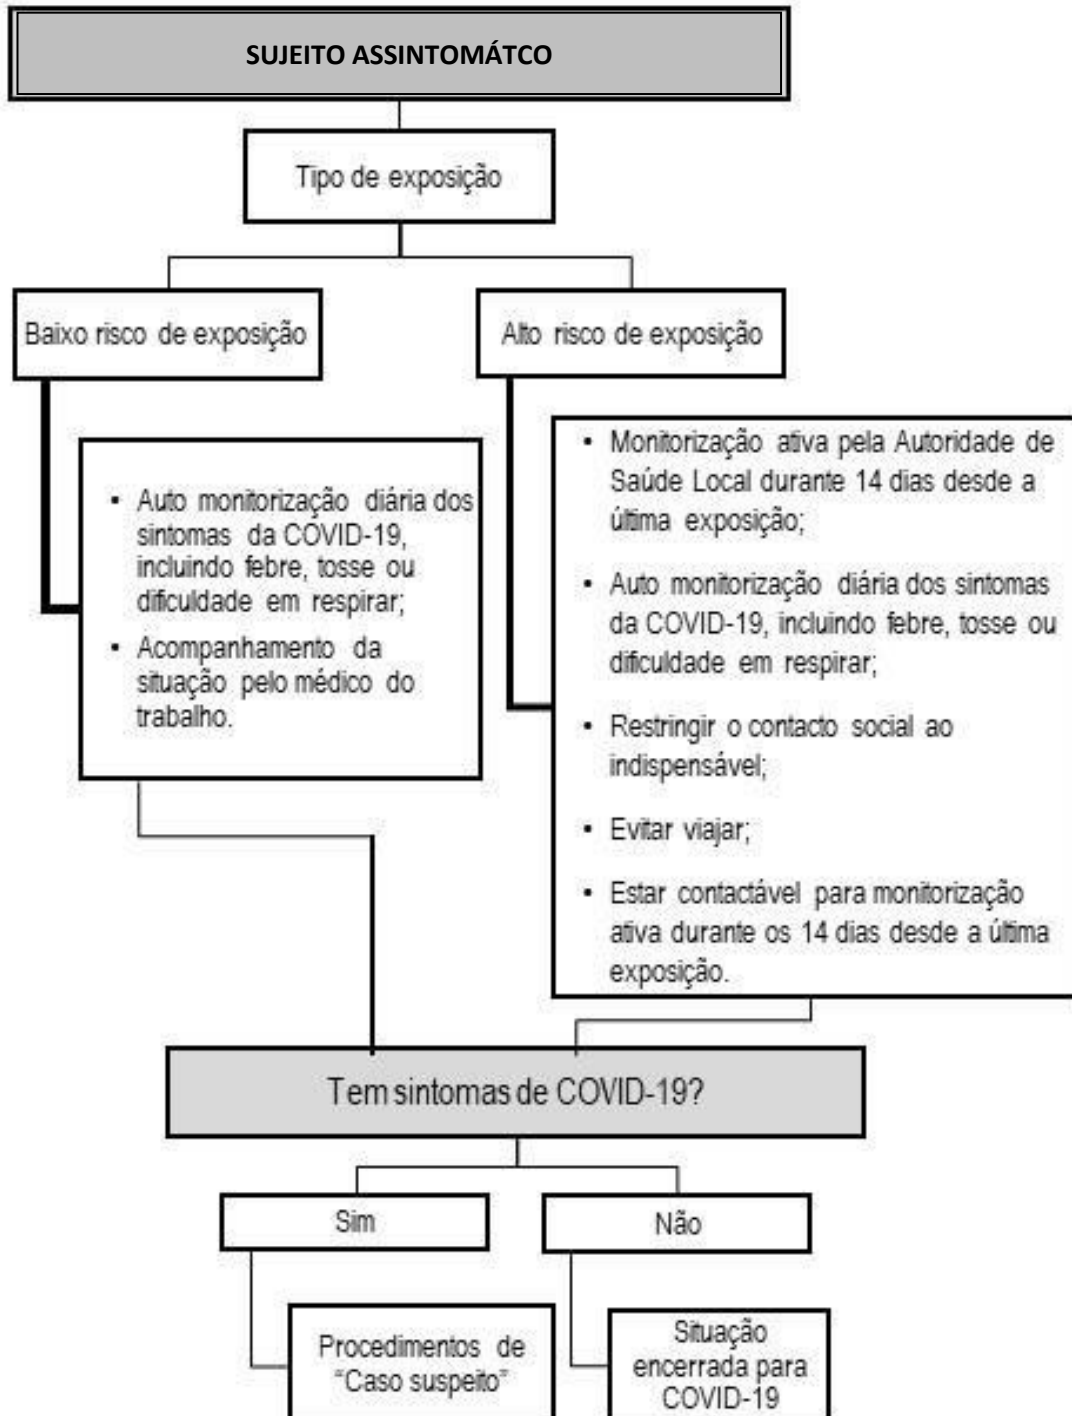 SUJEITO ASSINTOMÁTCO
Tipo de exposição
Baixo risco de exposição
Alto risco de exposição
• Auto monitorização diária dos
sintomas da COVID-19,
incluindo febre, tosse ou
dificuldade em respirar;
• Acompanhamento da
situação pelo médico do
trabalho.
• Monitorização ativa pela Autoridade de
Saúde Local durante 14 dias desde a
última exposição;
• Auto monitorização diária dos sintomas
da COVID-19, incluindo febre, tosse ou
dificuldade em respirar;
• Restringir o contacto social ao
indispensável;
• Evitar viajar;
• Estar contactável para monitorização
ativa durante os 14 dias desde a última
exposição.
Tem sintomas de COVID-19?
Sim
Não
Procedimentos de
"Caso suspeito"
Situação
encerrada para
COVID-19